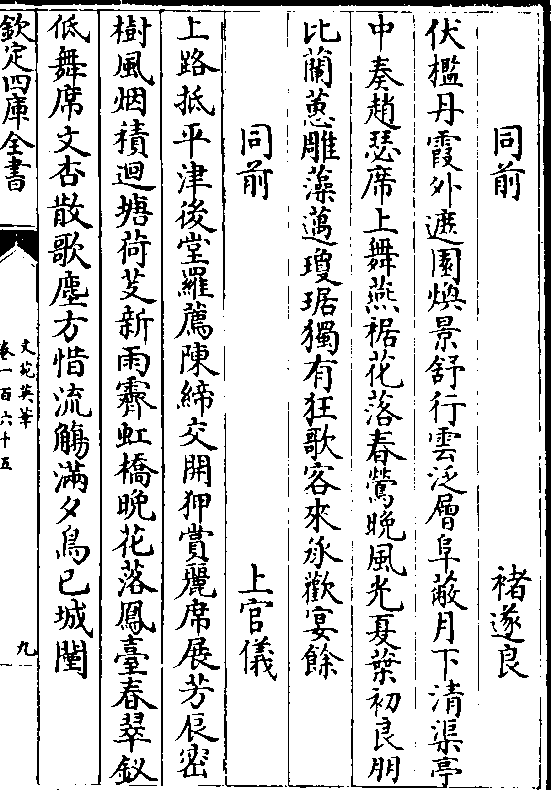 同前　褚遂良
伏檻丹霞外遮園煥景舒行雲泛層阜蔽月下清渠亭
中奏趙瑟席上舞燕裾花落春鶯晚風光夏葉初良朋
比蘭蕙雕藻邁瓊琚獨有狂歌客來承歡宴餘
同前　上官儀
上路抵平津後堂羅薦陳締交開狎賞麗席展芳辰密
樹風烟積迴塘荷芰新雨霽虹橋晚花落鳳臺春翠釵
低舞席文杏散歌塵方惜流觴滿夕鳥已城闉
欽定四庫全書
文苑英華
卷一百六十五
九